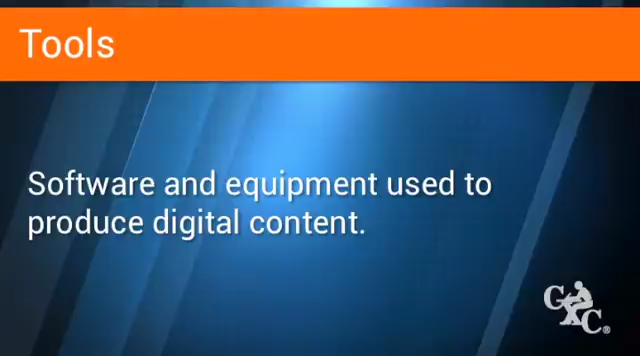 Tools
Software and equipment used to
produce digital content.
G C ®